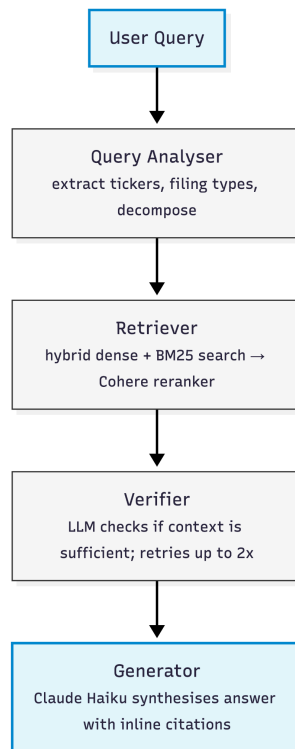 User Query
Query Analyser
extract tickers, filing types,
decompose
Retriever
hybrid dense + BM25 search →
Cohere reranker
Verifier
LLM checks if context is
sufficient; retries up to 2x
Generator
Claude Haiku synthesises answer
with inline citations